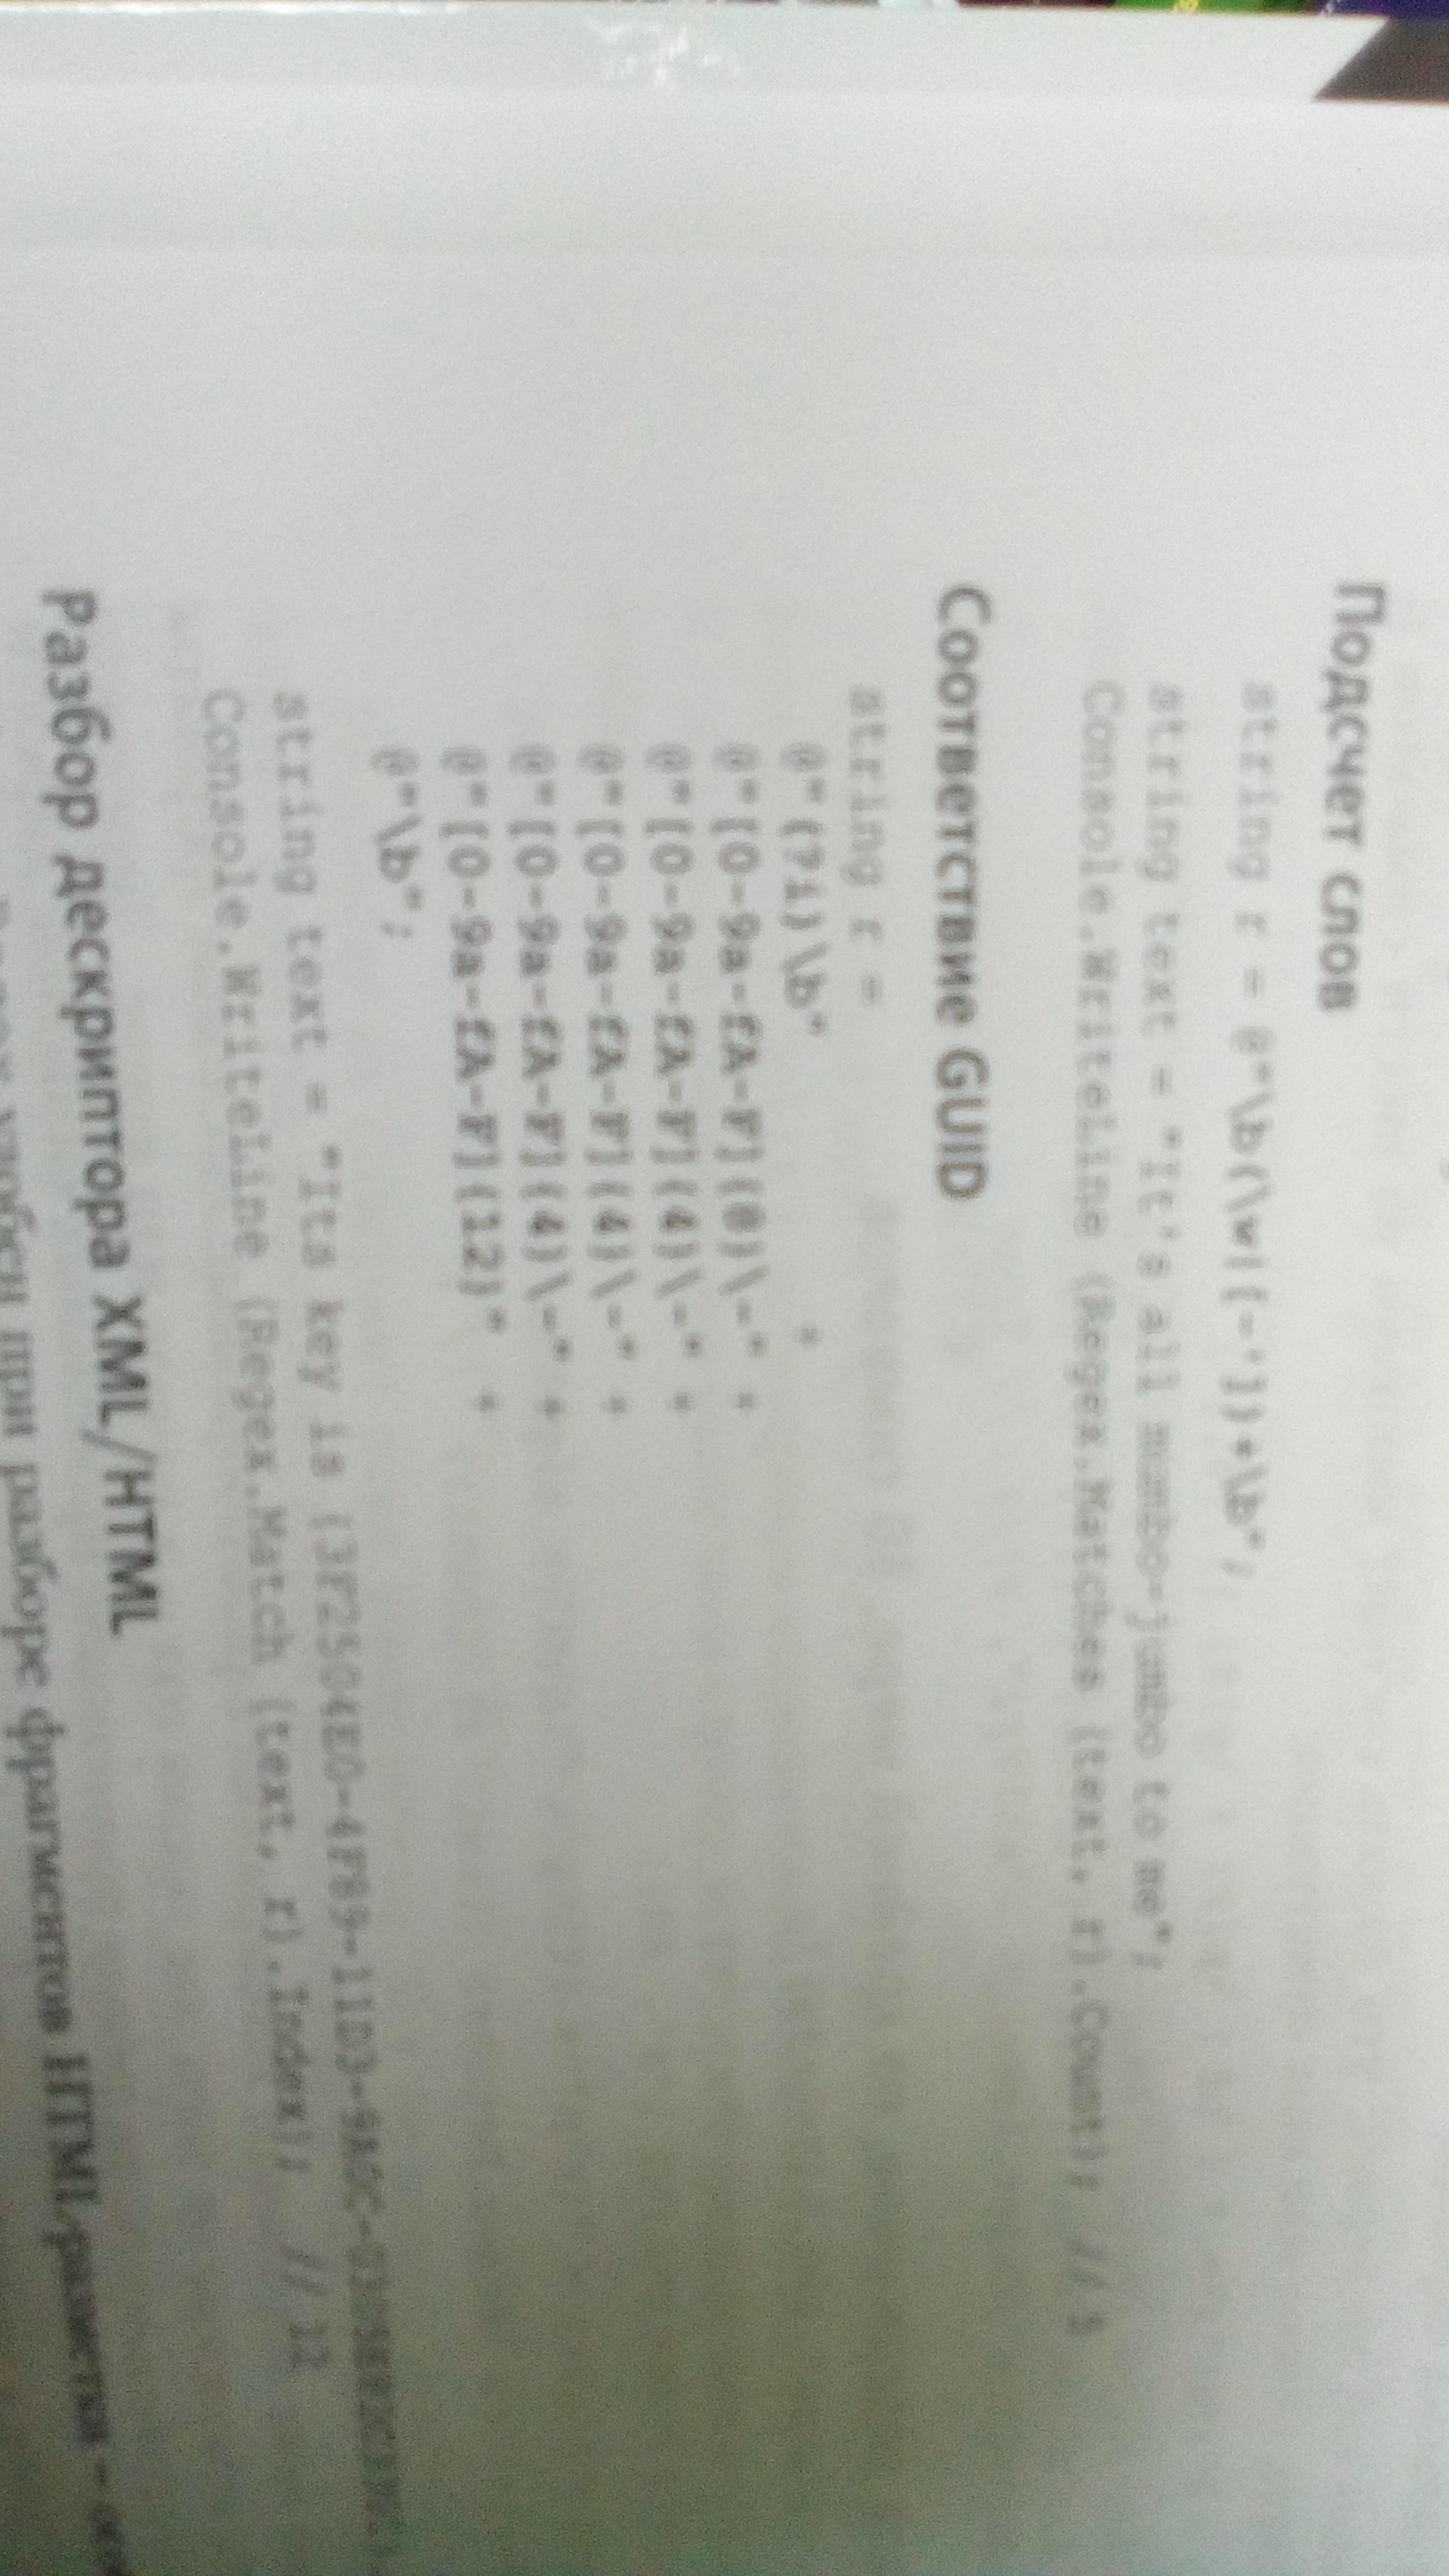 Подсчет слов
string r = @"\b(\w|[-'])+\b";
string text = "It's all mumbo-jumbo to me";
Console.WriteLine (Regex.Matches (text, r).Count); // 5
Соответствие GUID
string r =
@"(?i)\b" +
@"[0-9a-fA-F]{8}\-" +
@"[0-9a-fA-F]{4}\-" +
@"[0-9a-fA-F]{4}\-" +
@"[0-9a-fA-F]{4}\-" +
@"[0-9a-fA-F]{12}" +
@"\b";
string text = "Its key is {3F2504E0-4F89-11D3-9A0C-
Console.WriteLine (Regex.Match (text, r).Index); // 12
Разбор дескриптора XML/HTML
удобен при разборе фрагментов HTML-разметки –